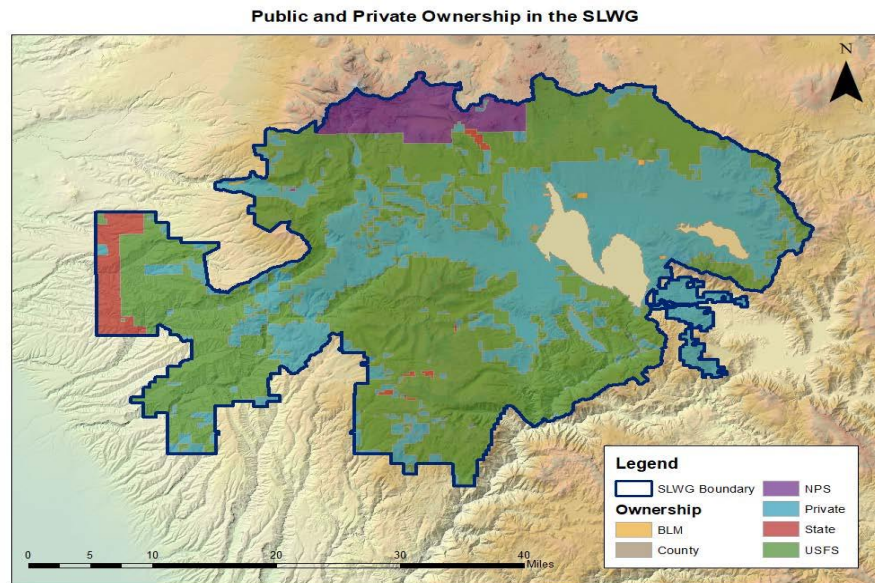 Public and Private Ownership in the SLWG
N
Legend
SLWG Boundary
Ownership
BLM
County
NPS
Private
State
USFS
0 5 10 20 30 40 Miles